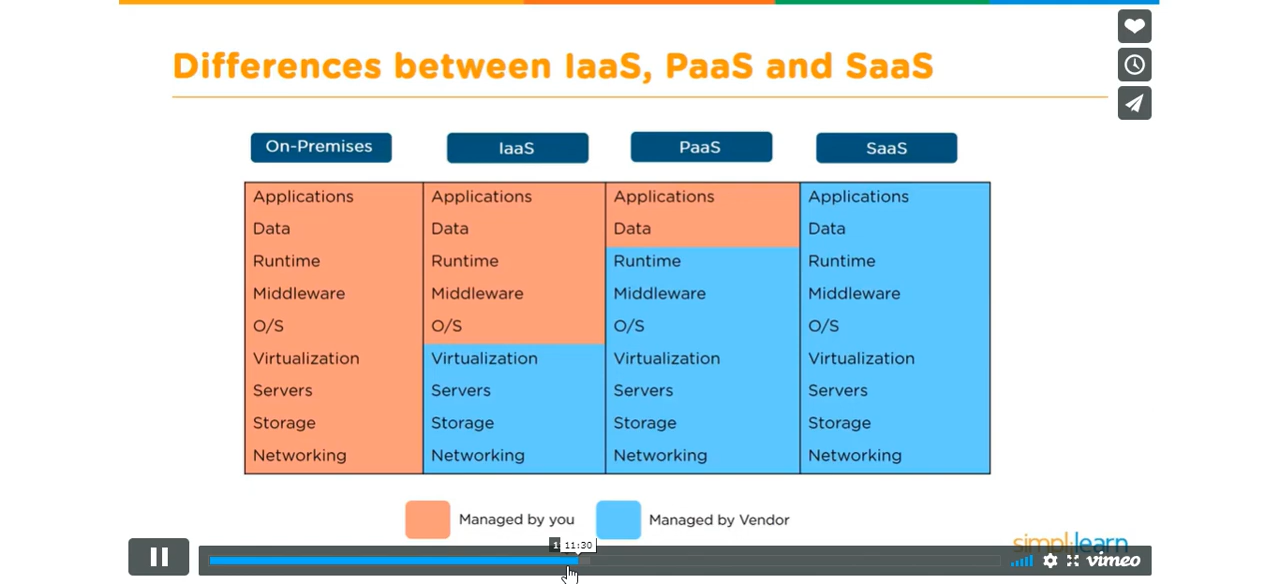 Differences between IaaS, PaaS and SaaS
On-Premises IaaS PaaS SaaS
Applications Applications Applications Applications
Data Data Data Data
Runtime Runtime Runtime Runtime
Middleware Middleware Middleware Middleware
O/S O/S O/S O/S
Virtualization Virtualization Virtualization Virtualization
Servers Servers Servers Servers
Storage Storage Storage Storage
Networking Networking Networking Networking
Managed by you Managed by Vendor
simplilearn
11:30
vimeo